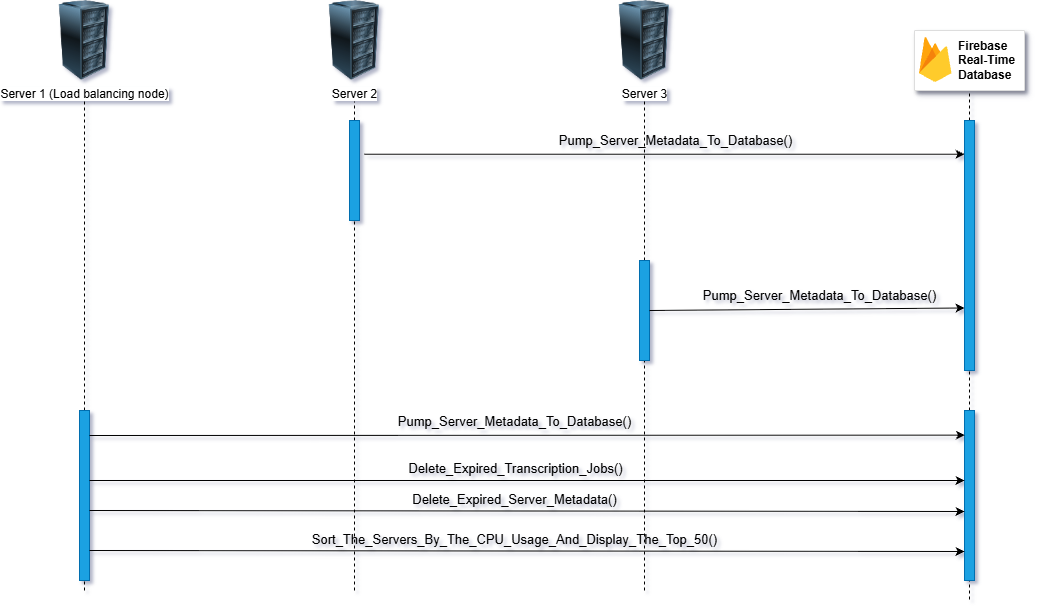 Server 1 (Load balancing node)
Server 2
Server 3
Firebase
Real-Time
Database
Pump_Server_Metadata_To_Database()
Pump_Server_Metadata_To_Database()
Pump_Server_Metadata_To_Database()
Delete_Expired_Transcription_Jobs()
Delete_Expired_Server_Metadata()
Sort_The_Servers_By_The_CPU_Usage_And_Display_The_Top_50()